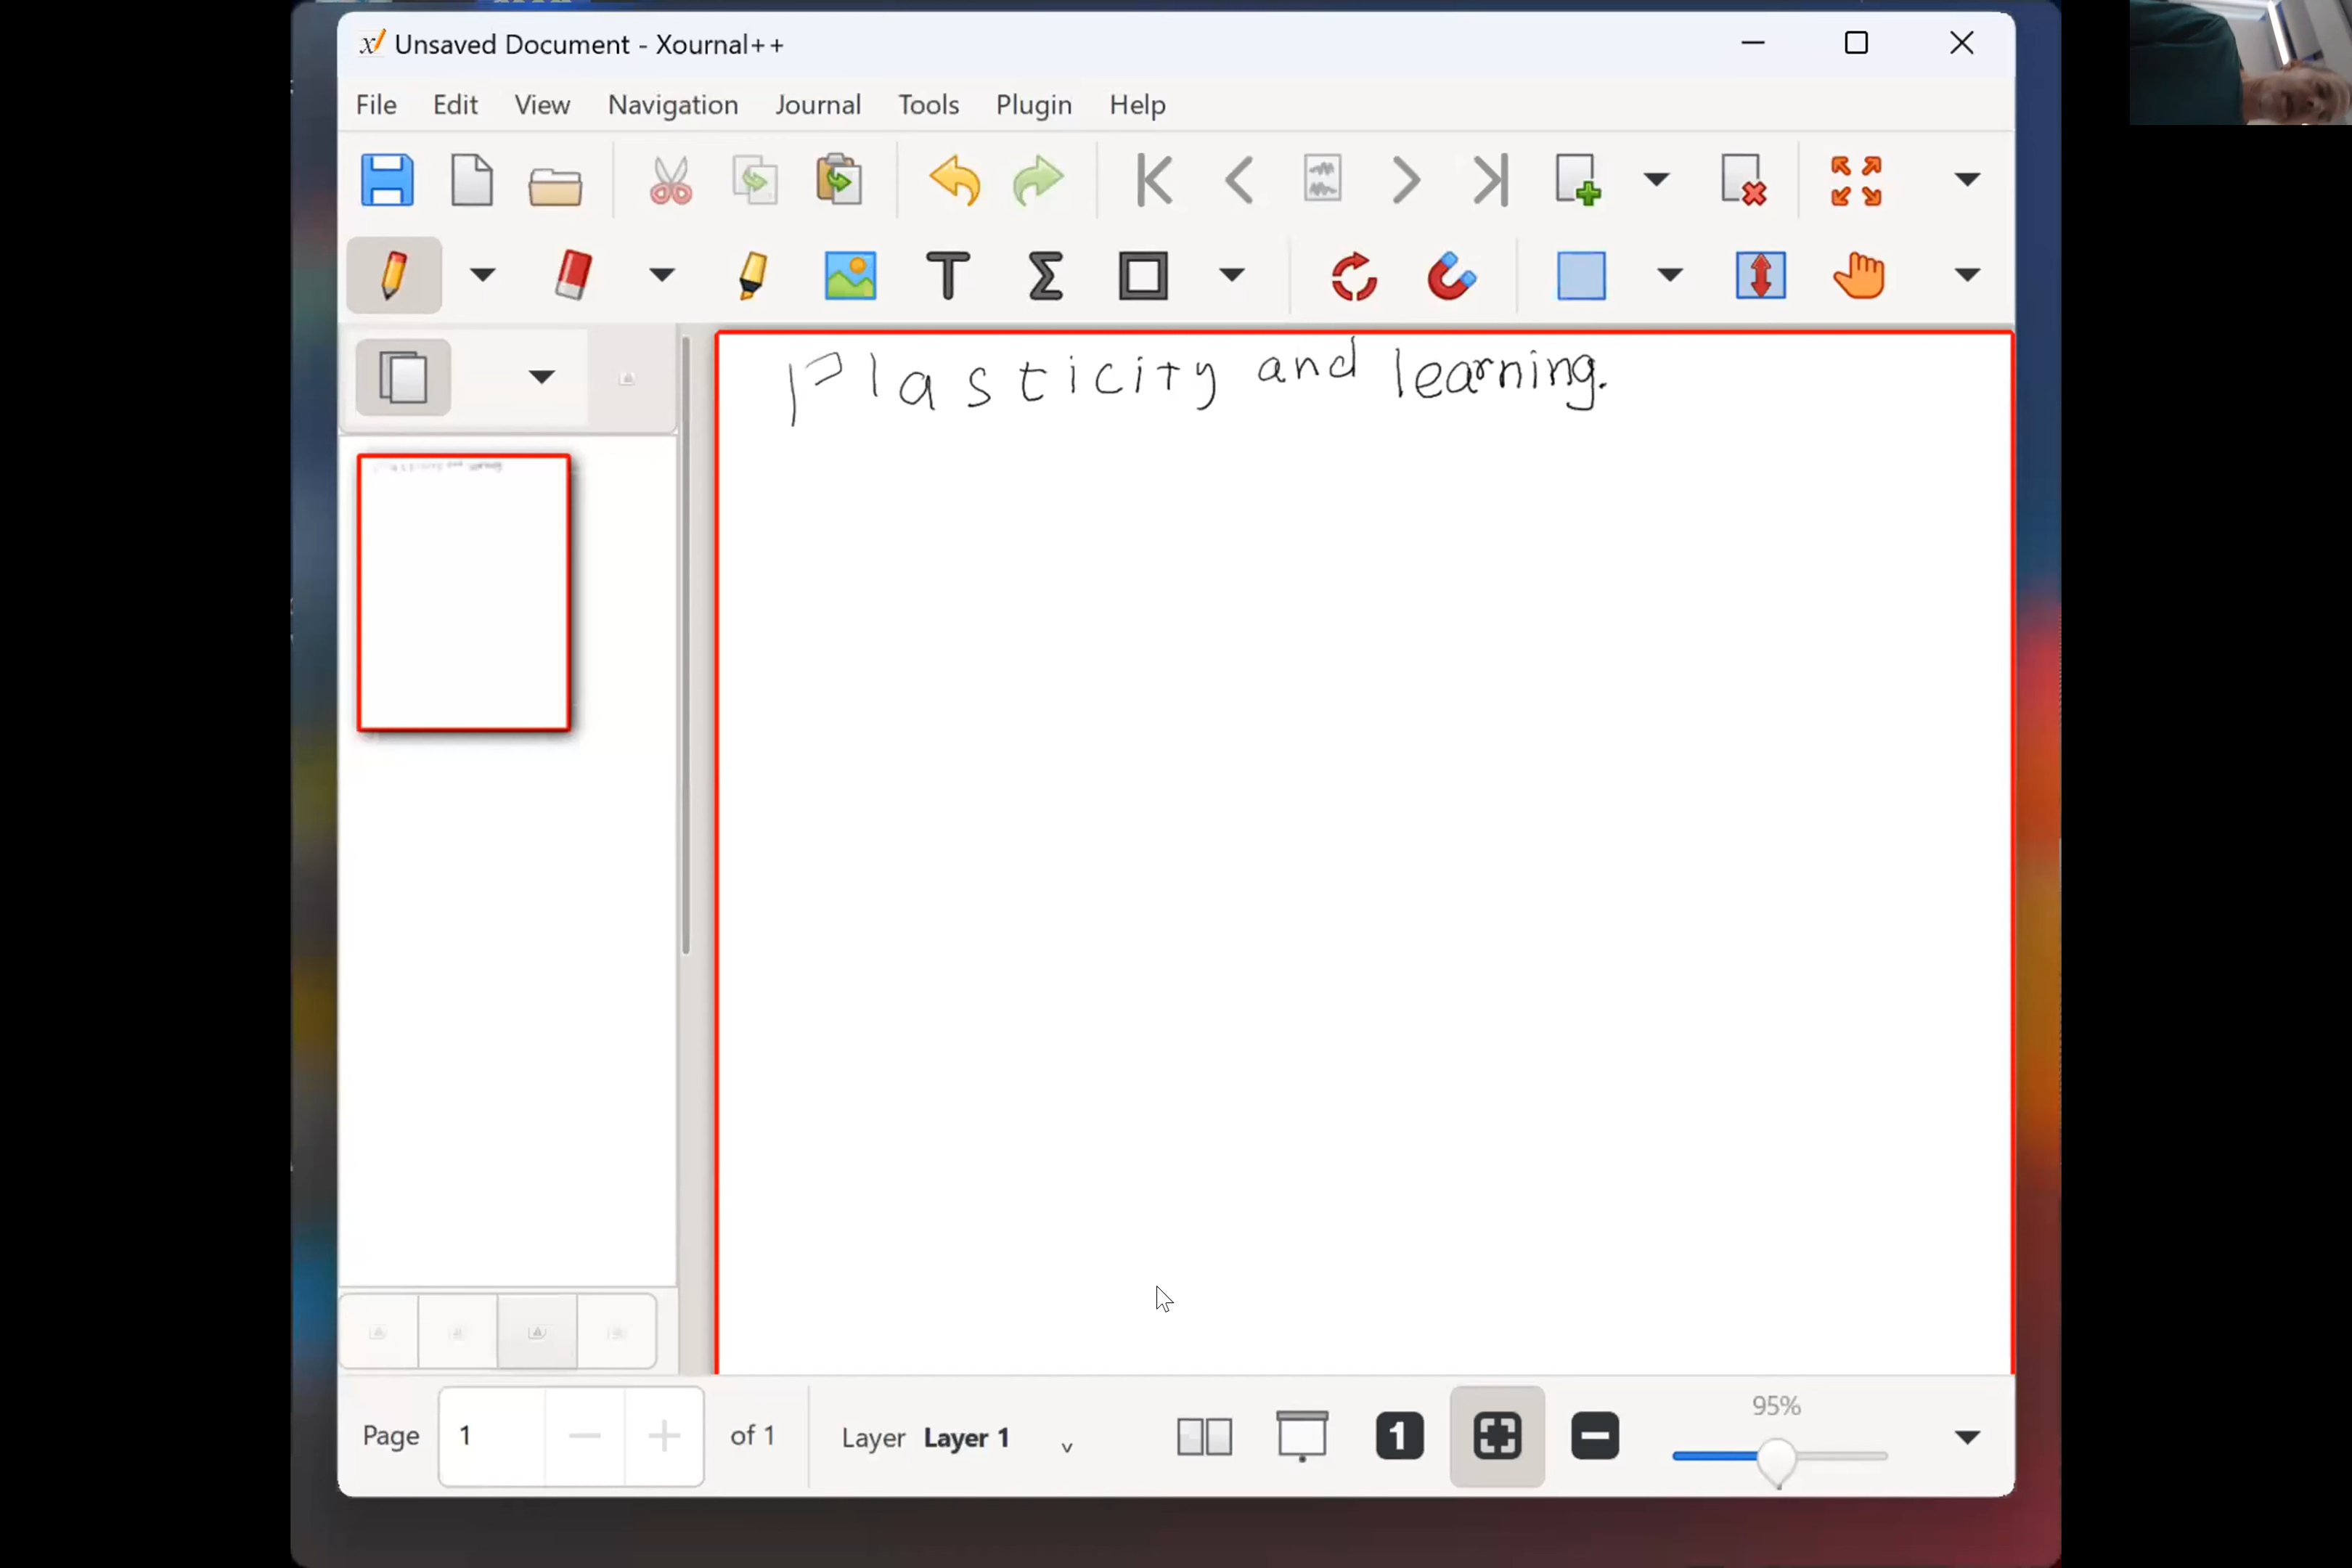 Unsaved Document - Xournal++
File Edit View Navigation Journal Tools Plugin Help
Plasticity and learning.
Page 1 of 1 Layer Layer 1 1 95%